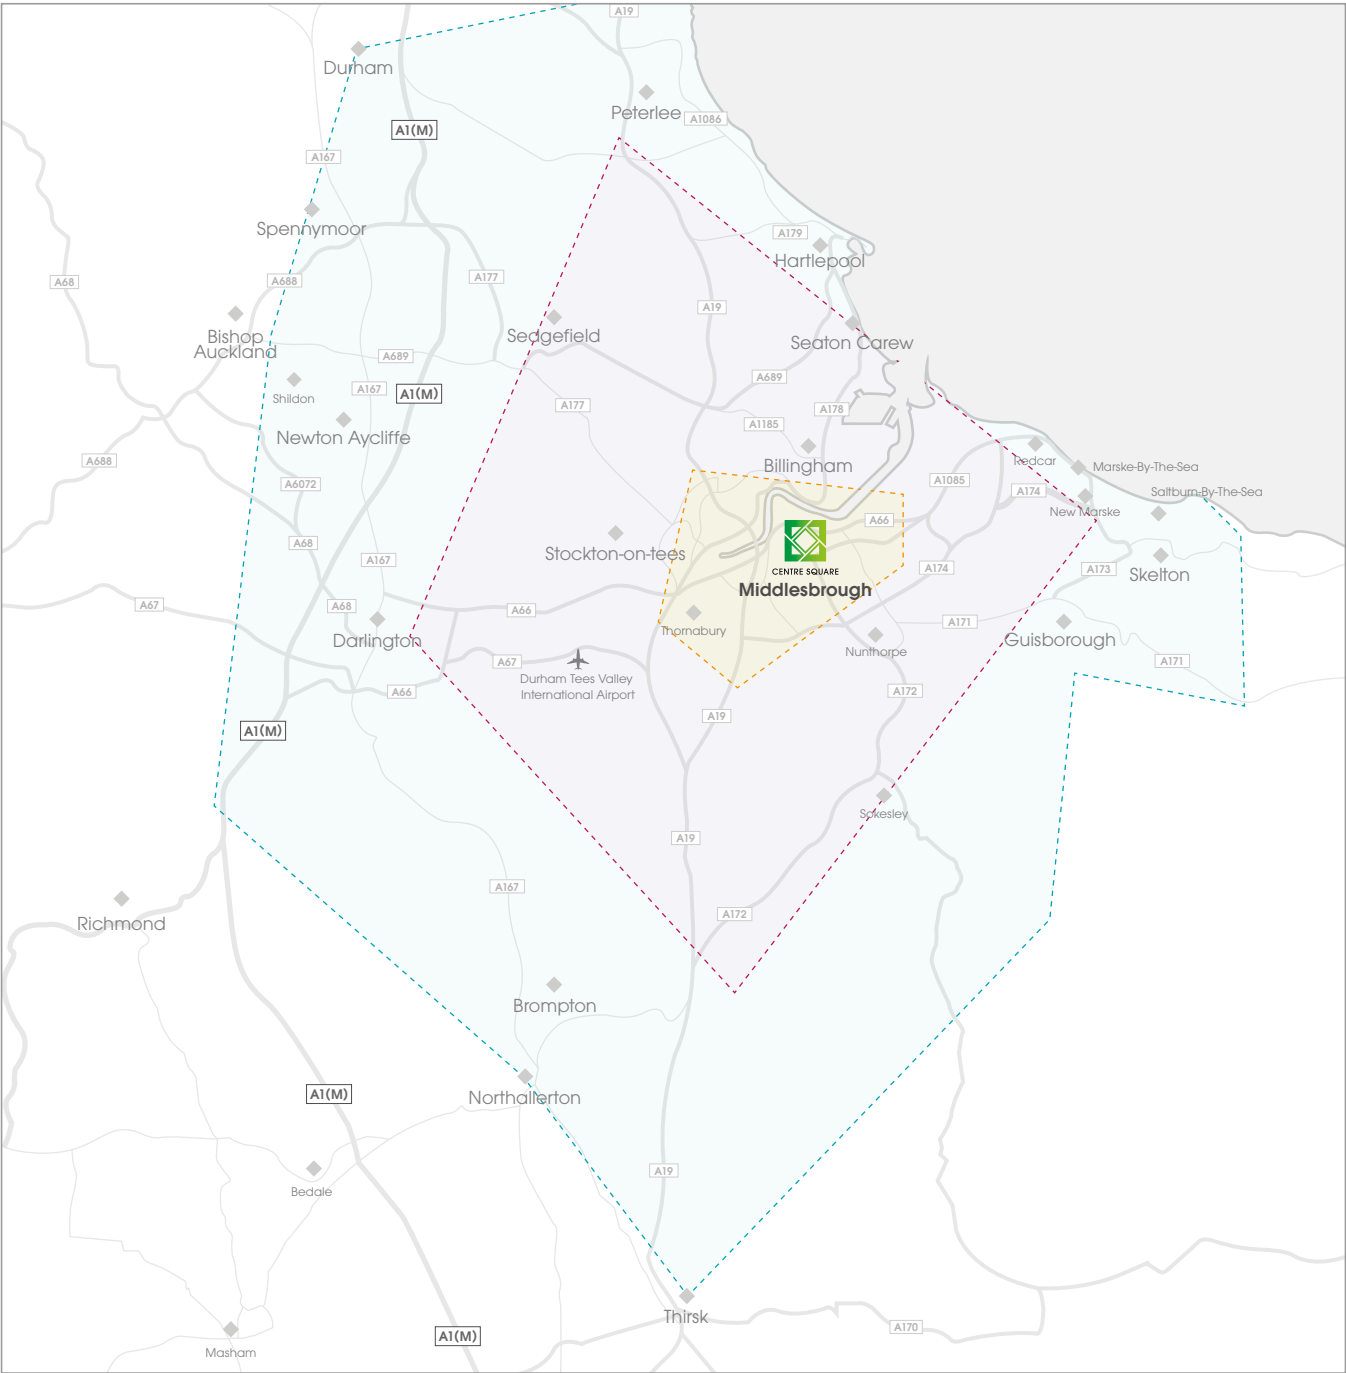 A19
Durham
Peterlee
A1086
A1(M)
A167
Spennymoor
A179
Hartlepool
A68
A688
A177
A19
Bishop
Auckland
Sedgefield
Seaton Carew
A689
A689
Shildon
A167
A1(M)
A177
A178
A1185
Newton Aycliffe
Billingham
A688
Redcar
Marske-By-The-Sea
A6072
A1085
A174
Saltburn-By-The-Sea
New Marske
A66
A68
Stockton-on-tees
A167
CENTRE SQUARE
A174
A173
Skelton
Middlesbrough
A67
A68
A66
Thornabury
A171
Darlington
Nunthorpe
Guisborough
A67
A171
Durham Tees Valley
International Airport
A66
A172
A19
A1(M)
Sokesley
A19
A167
Richmond
A172
Brompton
A1(M)
Northallerton
A19
Bedale
Thirsk
A170
A1(M)
Masham